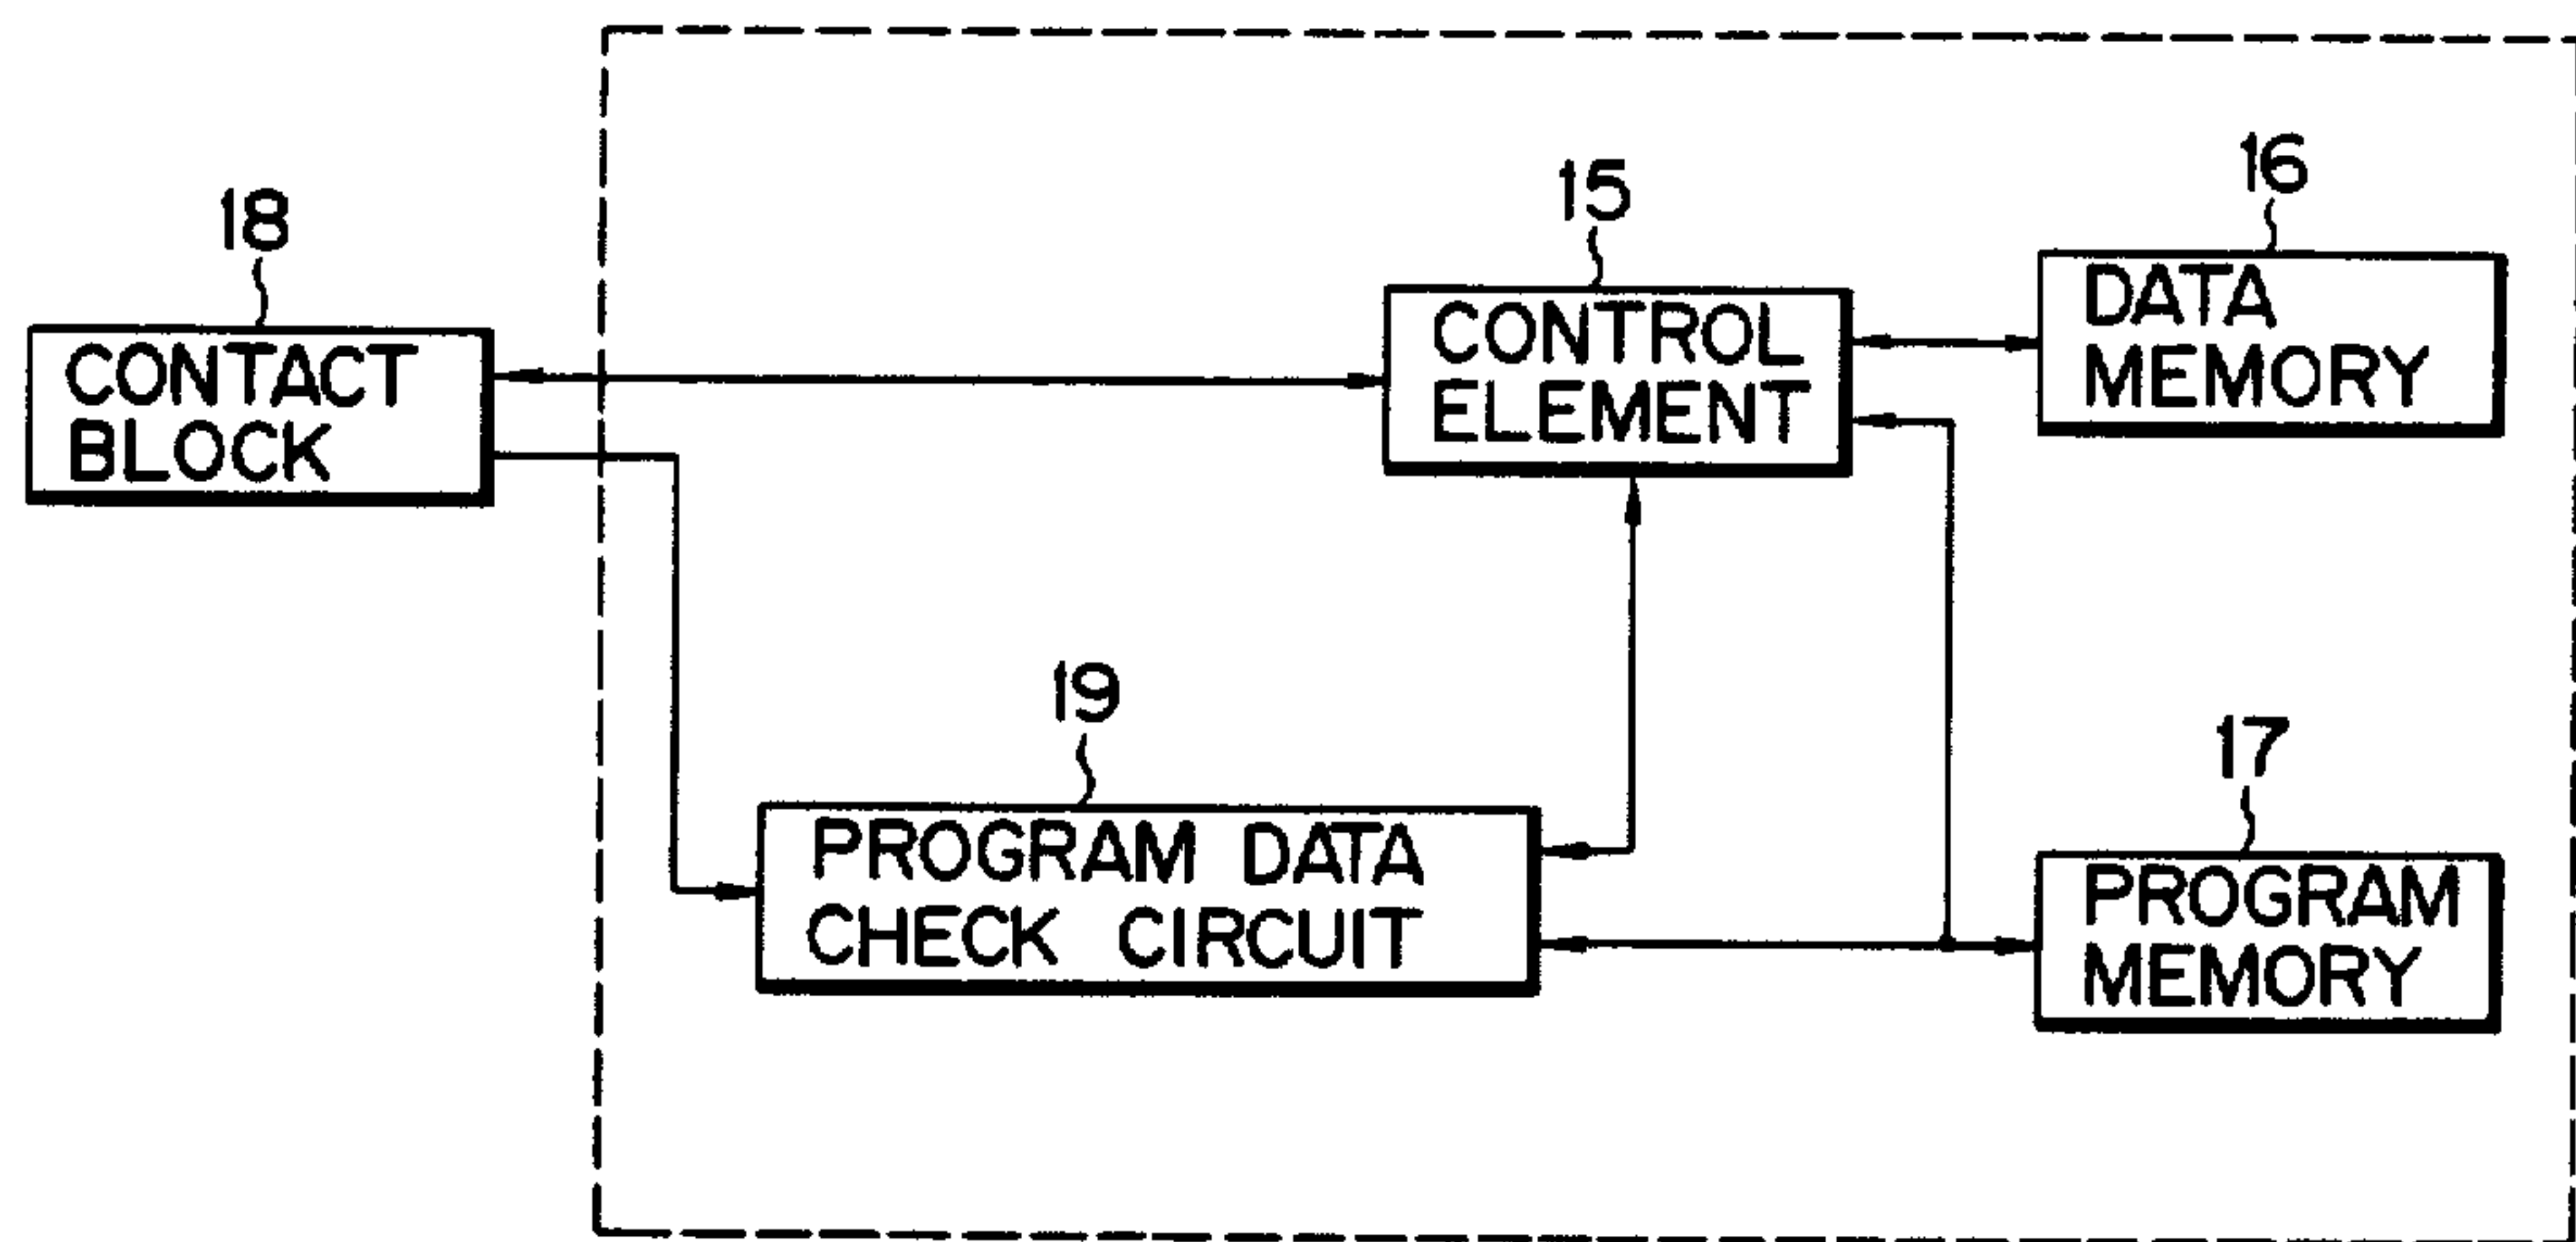 18
CONTACT
BLOCK
15
CONTROL
ELEMENT
16
DATA
MEMORY
19
PROGRAM DATA
CHECK CIRCUIT
17
PROGRAM
MEMORY